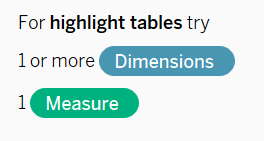 For highlight tables try
1 or more Dimensions
1 Measure